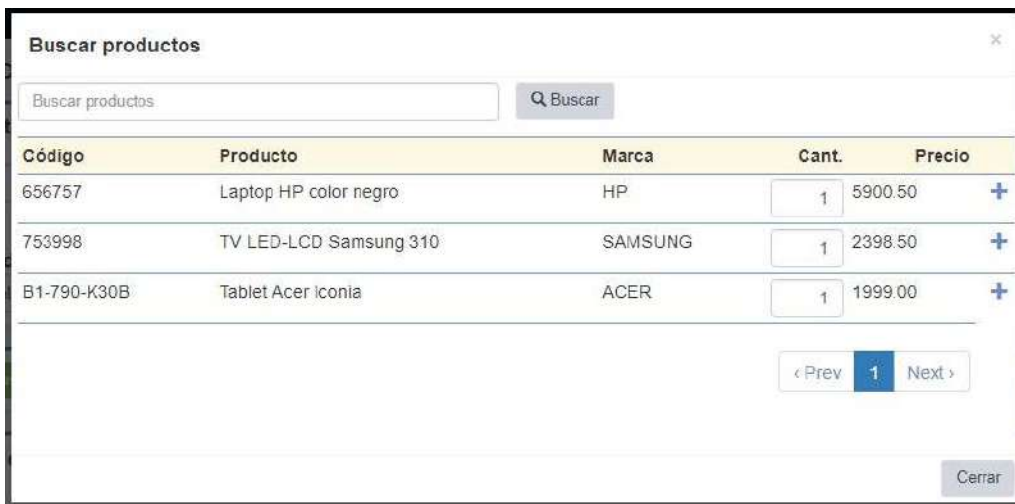 Buscar productos
×
Buscar productos
Buscar
Código Producto Marca Cant. Precio
656757 Laptop HP color negro HP 1 5900.50 +
753998 TV LED-LCD Samsung 310 SAMSUNG 1 2398.50 +
B1-790-K30B Tablet Acer Iconia ACER 1 1999.00 +
‹ Prev 1 Next ›
Cerrar